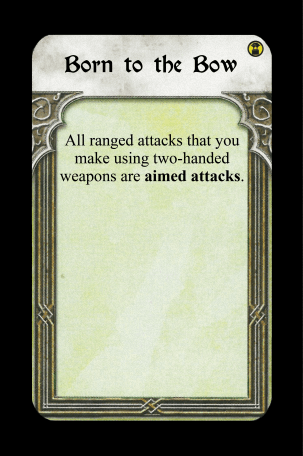 Born to the Bow
All ranged attacks that you
make using two-handed
weapons are aimed attacks.